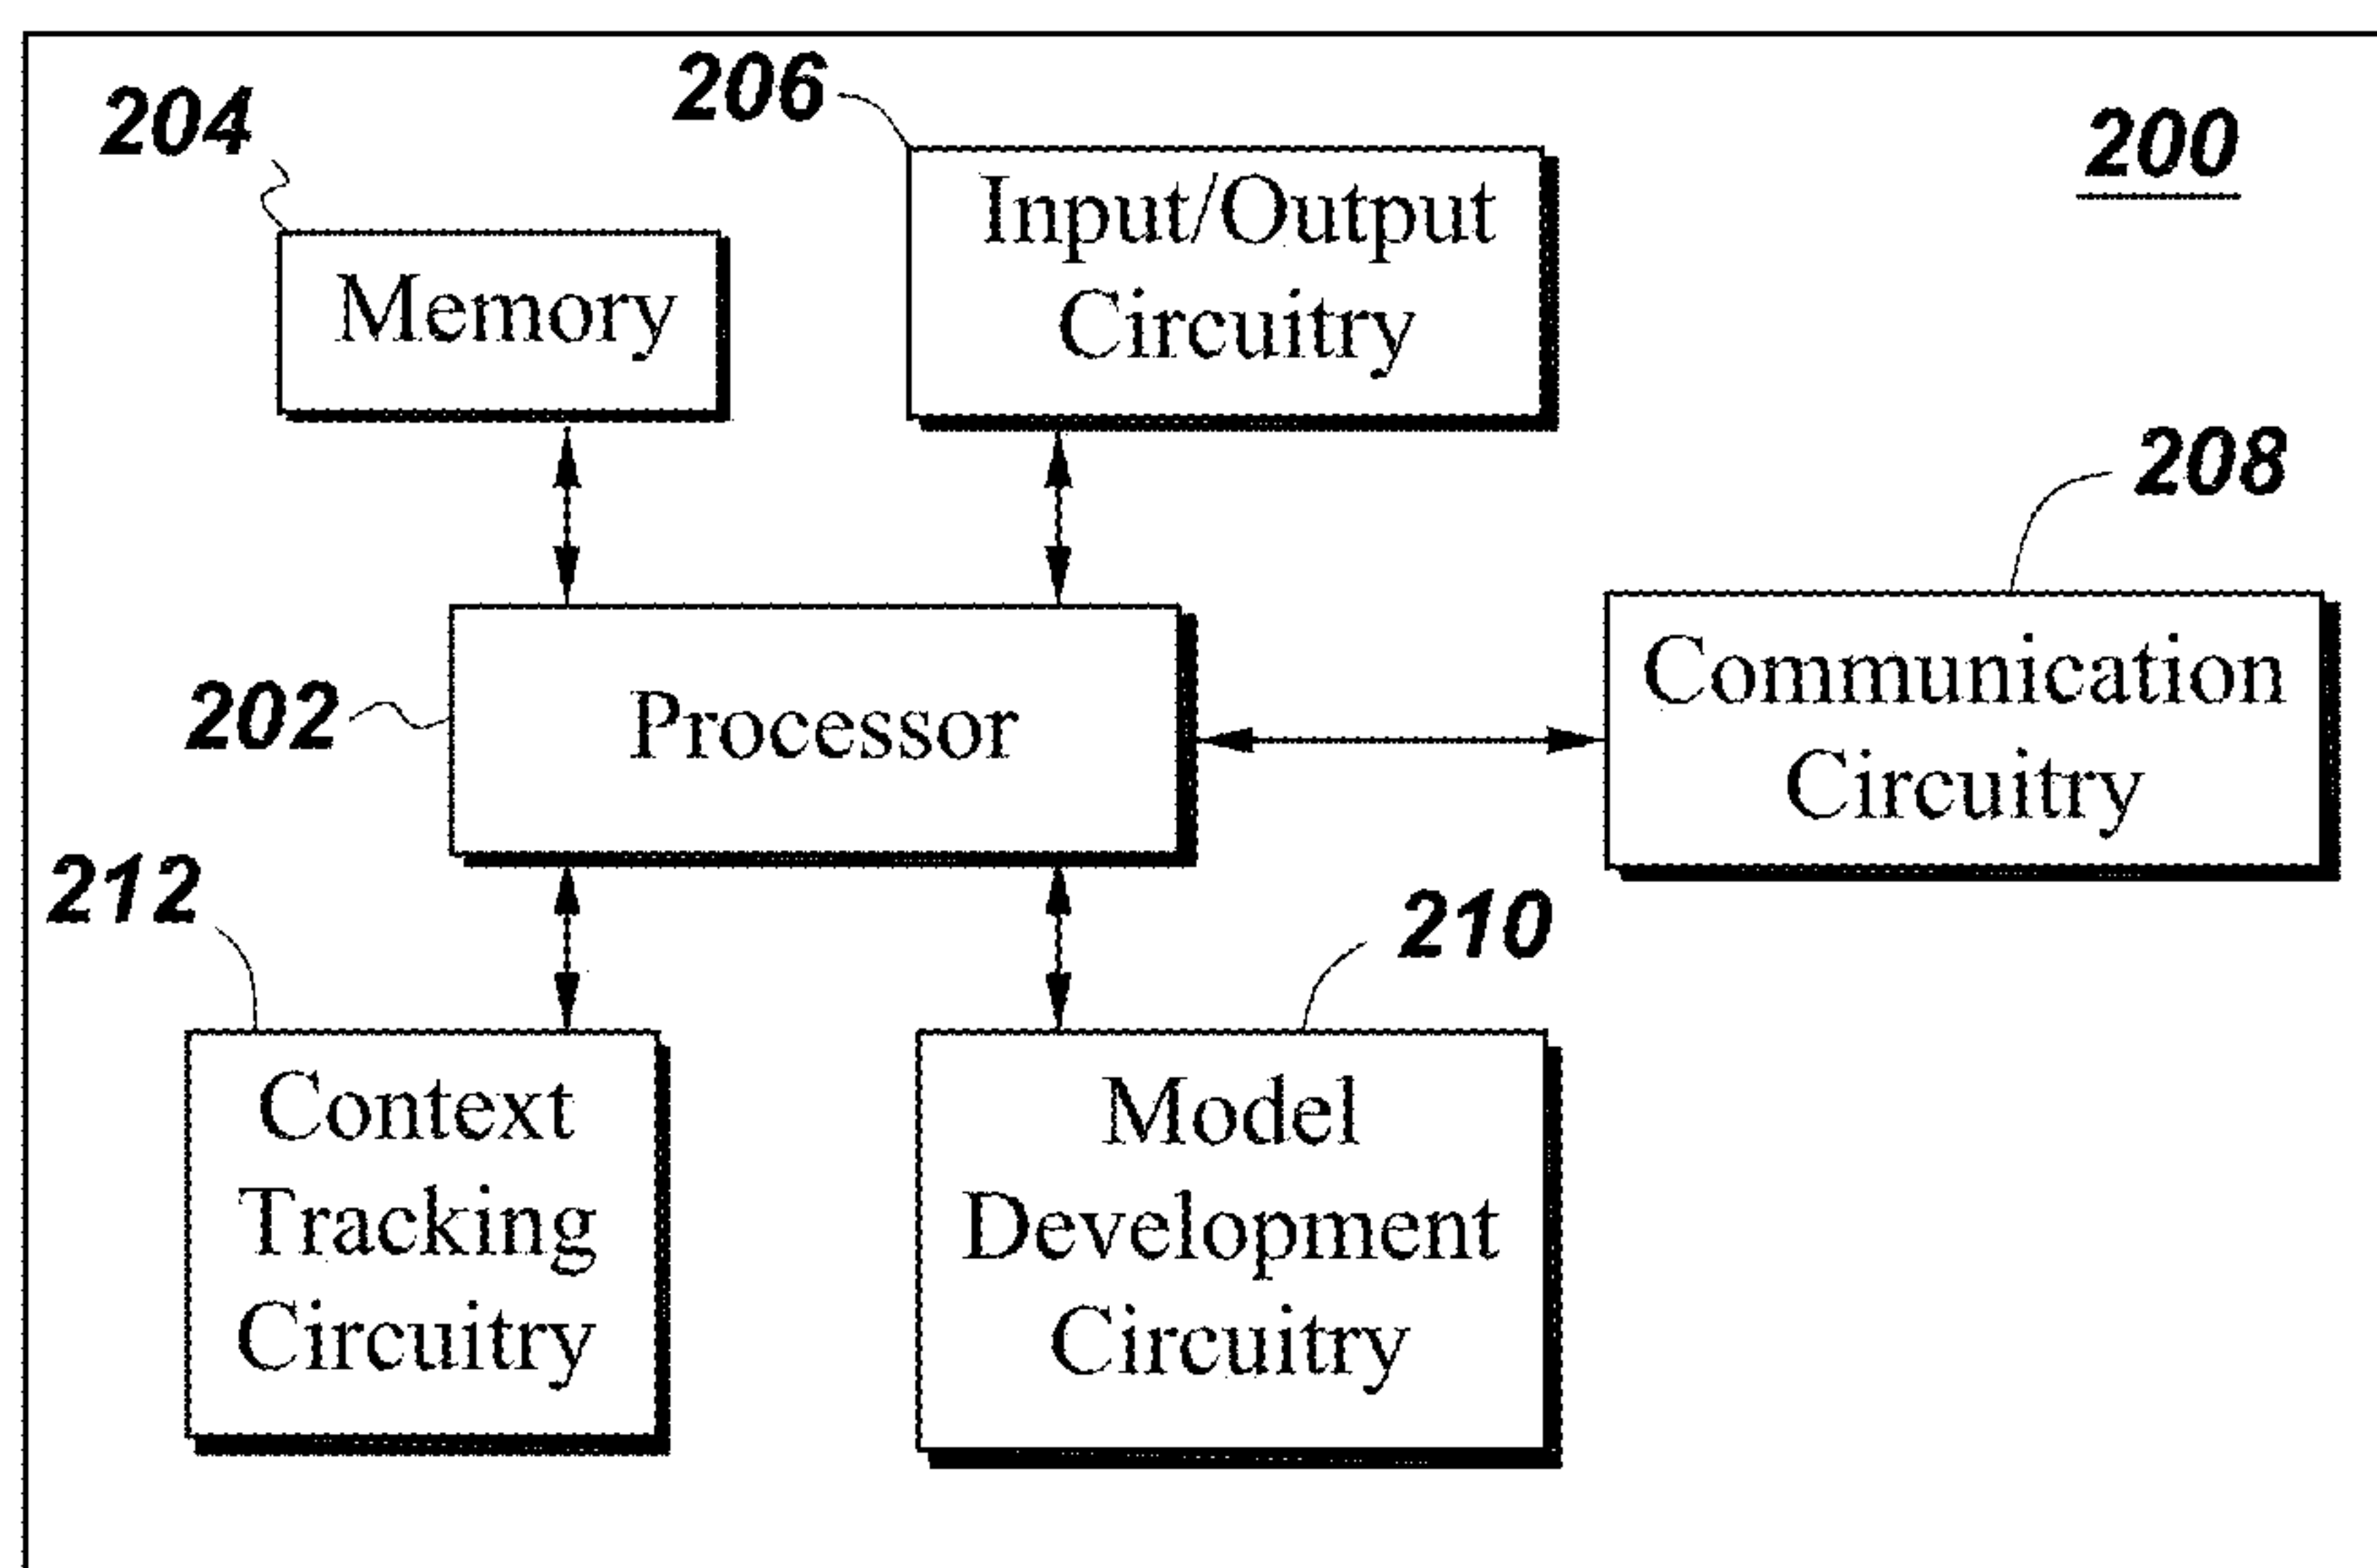 206
204
200
Input/Output
Circuitry
Memory
208
Communication
Circuitry
202
Processor
212
210
Context
Tracking
Circuitry
Model
Development
Circuitry